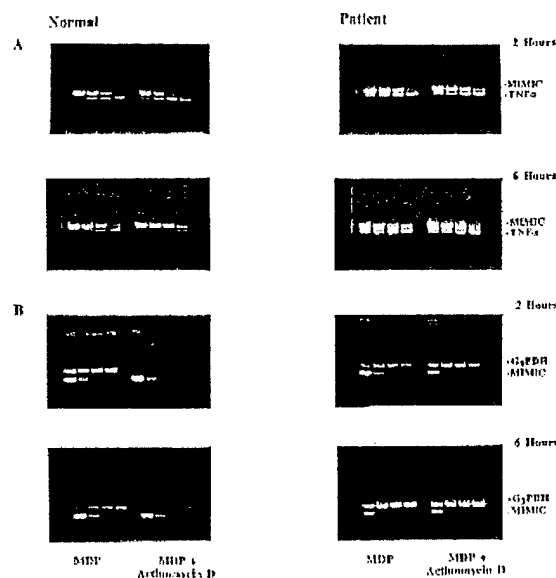 Normal
Patient
A
2 Hours
-MIMIC
-TNFα
6 Hours
-MIMIC
-TNFα
B
2 Hours
-G3PDH
-MIMIC
6 Hours
-G3PDH
-MIMIC
MDP
MDP +
Actinomycin D
MDP
MDP +
Actinomycin D